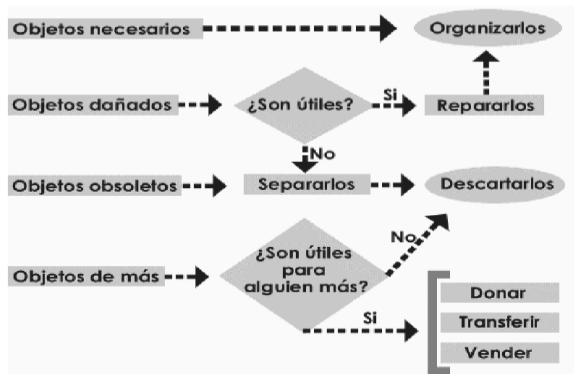 Objetos necesarios
Organizarlos
Objetos dañados
¿Son útiles?
Si
Repararlos
No
Objetos obsoletos
Separarlos
Descartarlos
Objetos de más
¿Son útiles
para
alguien más?
No
Si
Donar
Transferir
Vender